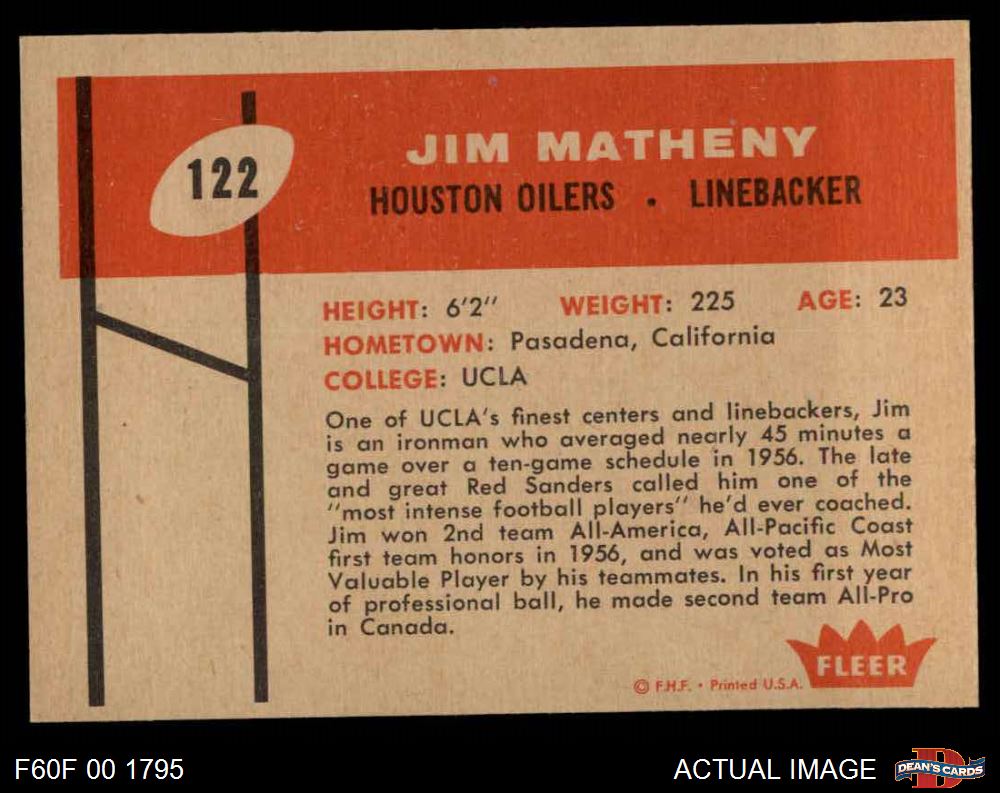 122
JIM MATHENY
HOUSTON OILERS . LINEBACKER
HEIGHT: 6'2" WEIGHT: 225 AGE: 23
HOMETOWN: Pasadena, California
COLLEGE: UCLA
One of UCLA's finest centers and linebackers, Jim
is an ironman who averaged nearly 45 minutes a
game over a ten-game schedule in 1956. The late
and great Red Sanders called him one of the
"most intense football players" he'd ever coached.
Jim won 2nd team All-America, All-Pacific Coast
first team honors in 1956, and was voted as Most
Valuable Player by his teammates. In his first year
of professional ball, he made second team All-Pro
in Canada.
FLEER
© F.H.F. • Printed U.S.A.
F60F 00 1795
ACTUAL IMAGE
D
DEAN'S CARDS